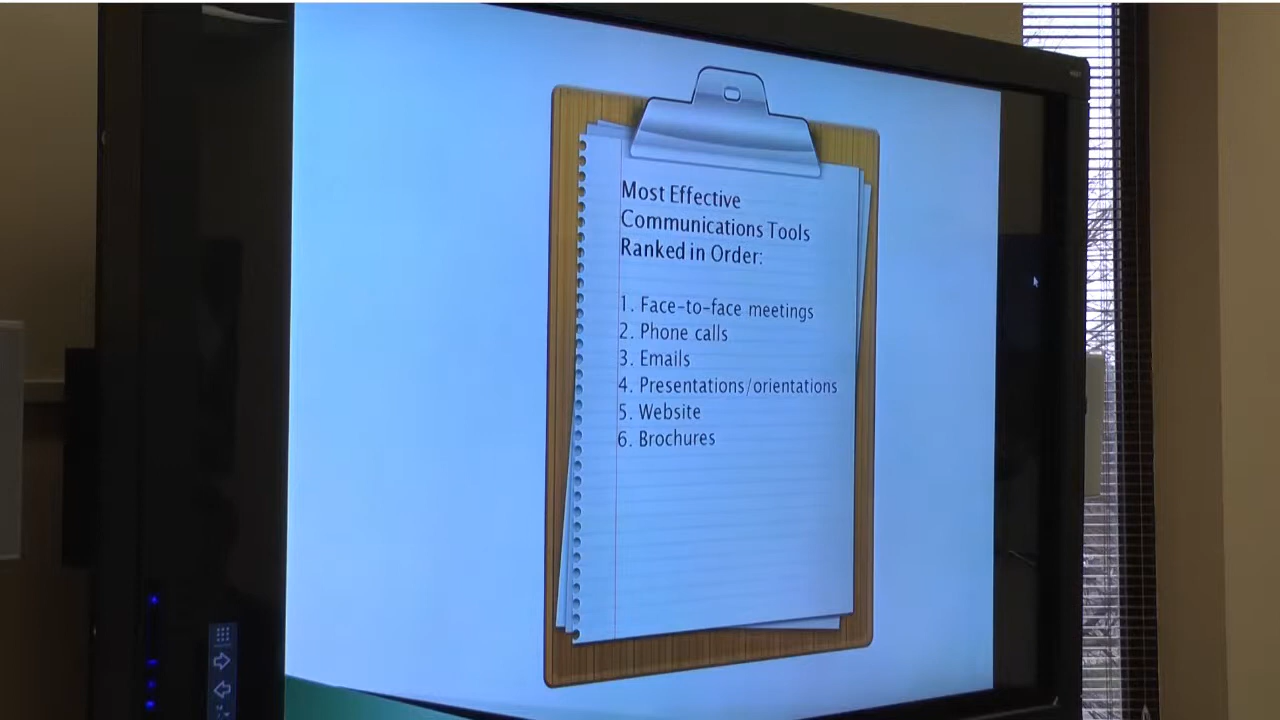 Most Effective
Communications Tools
Ranked in Order:
1. Face-to-face meetings
2. Phone calls
3. Emails
4. Presentations/orientations
5. Website
6. Brochures